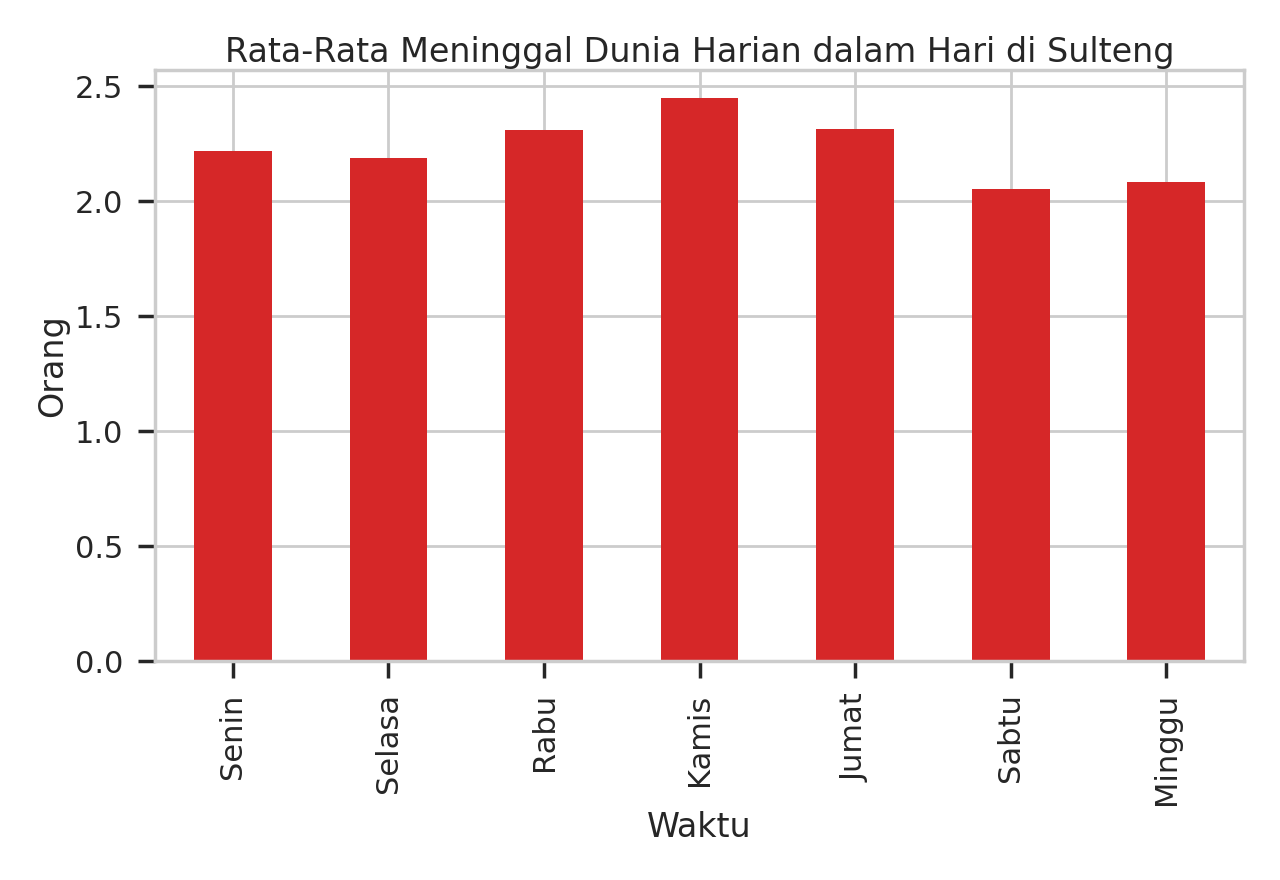 Rata-Rata Meninggal Dunia Harian dalam Hari di Sulteng
2.5
2.0
1.5
1.0
0.5
0.0
Orang
Senin
Selasa
Rabu
Kamis
Jumat
Sabtu
Minggu
Waktu